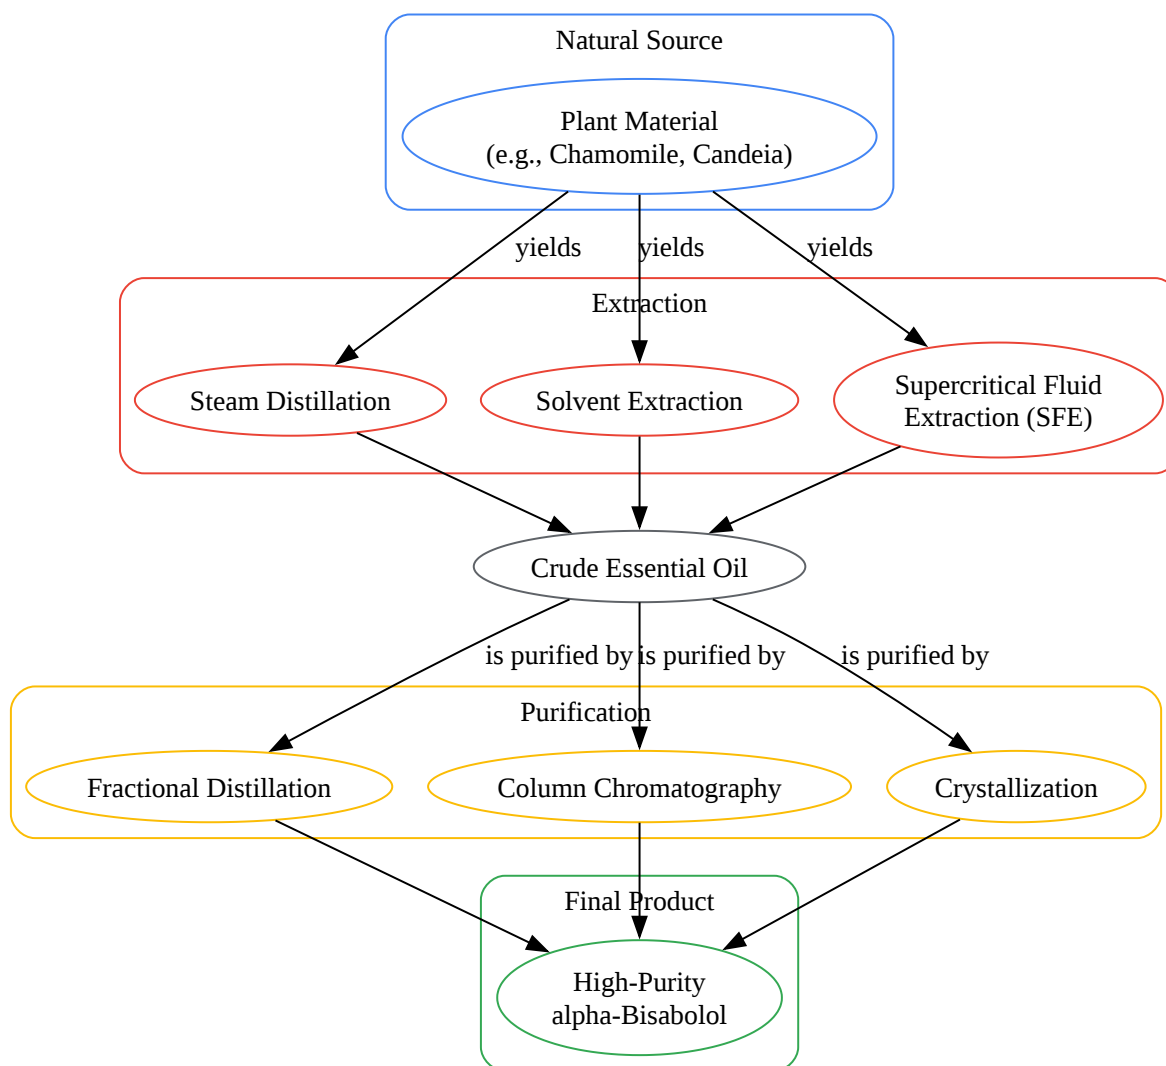 Natural Source
Plant Material
(e.g., Chamomile, Candeia)
yields
yields
yields
Extraction
Steam Distillation
Solvent Extraction
Supercritical Fluid
Extraction (SFE)
Crude Essential Oil
is purified by
is purified by
is purified by
Purification
Fractional Distillation
Column Chromatography
Crystallization
Final Product
High-Purity
alpha-Bisabolol